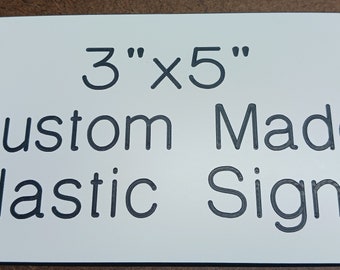 3"x5"
ustom Made
lastic Sign